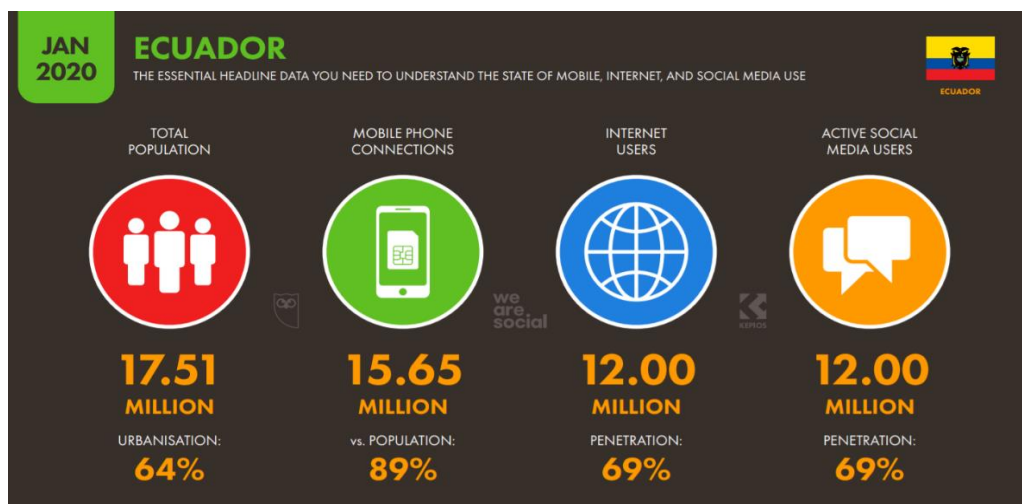 JAN
2020
ECUADOR
THE ESSENTIAL HEADLINE DATA YOU NEED TO UNDERSTAND THE STATE OF MOBILE, INTERNET, AND SOCIAL MEDIA USE
ECUADOR
TOTAL
POPULATION
MOBILE PHONE
CONNECTIONS
INTERNET
USERS
ACTIVE SOCIAL
MEDIA USERS
we
are
social
KEPIOS
17.51
MILLION
URBANISATION:
64%
15.65
MILLION
vs. POPULATION:
89%
12.00
MILLION
PENETRATION:
69%
12.00
MILLION
PENETRATION:
69%